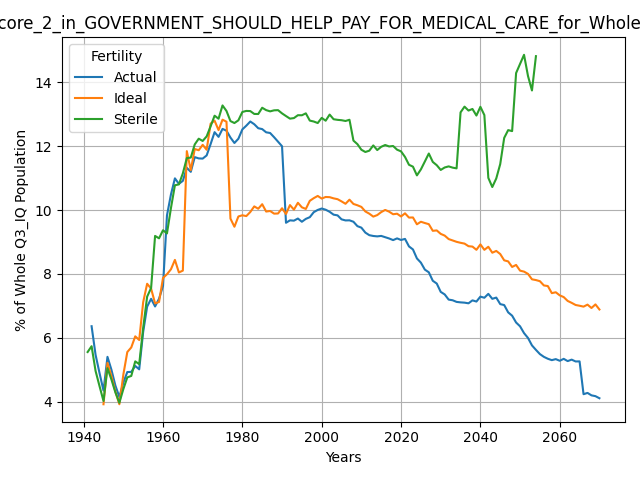 core_2_in_GOVERNMENT_SHOULD_HELP_PAY_FOR_MEDICAL_CARE_for_Whole
Fertility
Actual
Ideal
Sterile
% of Whole Q3_IQ Population
14
12
10
8
6
4
1940 1960 1980 2000 2020 2040 2060
Years